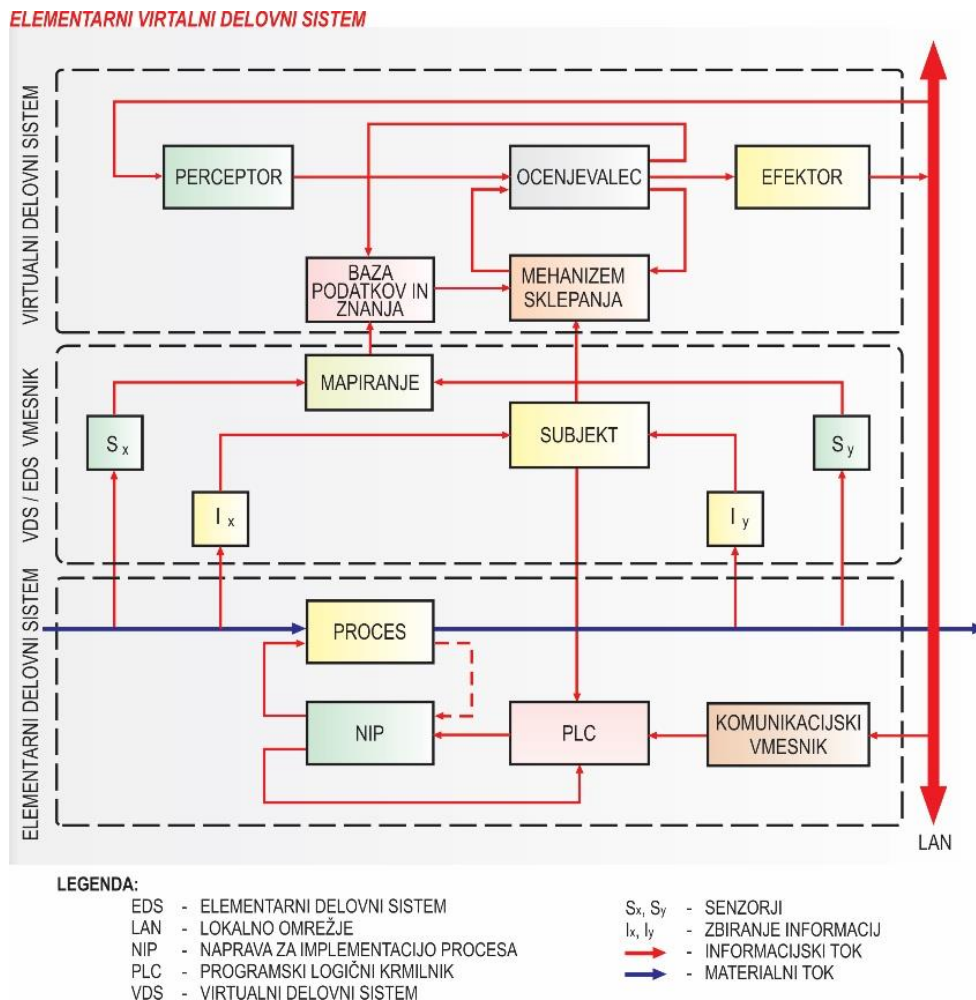 ELEMENTARNI VIRTALNI DELOVNI SISTEM
VIRTUALNI DELOVNI SISTEM
PERCEPTOR
OCENJEVALEC
EFEKTOR
BAZA
PODATKOV IN
ZNANJA
MEHANIZEM
SKLEPANJA
VDS / EDS VMESNIK
MAPIRANJE
SUBJEKT
Sx
Sy
Ix
Iy
ELEMENTARNI DELOVNI SISTEM
PROCES
NIP
PLC
KOMUNIKACIJSKI
VMESNIK
LAN
LEGENDA:
EDS - ELEMENTARNI DELOVNI SISTEM
LAN - LOKALNO OMREŽJE
NIP - NAPRAVA ZA IMPLEMENTACIJO PROCESA
PLC - PROGRAMSKI LOGIČNI KRMILNIK
VDS - VIRTUALNI DELOVNI SISTEM
Sx, Sy - SENZORJI
Ix, Iy - ZBIRANJE INFORMACIJ
- INFORMACIJSKI TOK
- MATERIALNI TOK